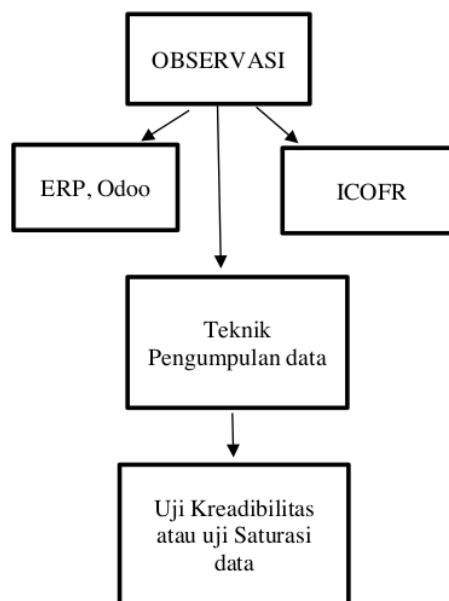 OBSERVASI
ERP, Odoo
ICOFR
Teknik
Pengumpulan data
Uji Kreadibilitas
atau uji Saturasi
data